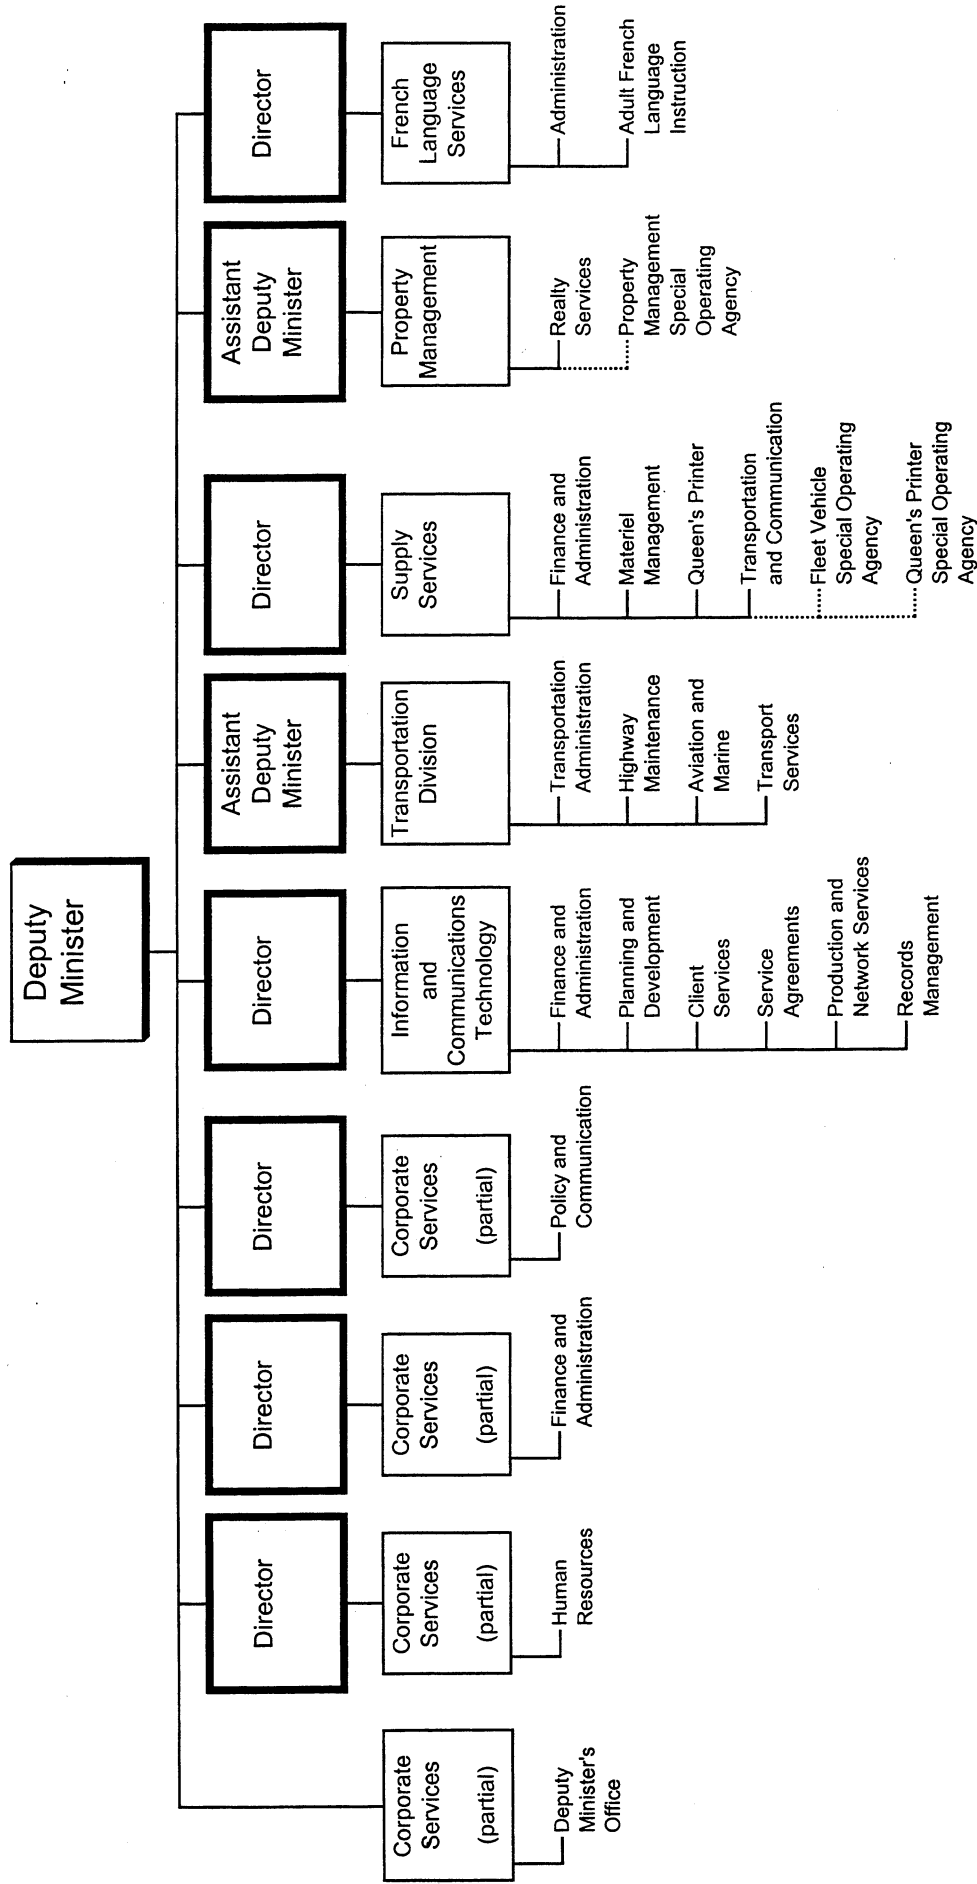 Deputy
Minister
Director
Director
Director
Director
Assistant
Deputy
Minister
Director
Assistant
Deputy
Minister
Director
Corporate
Services
(partial)
Deputy
Minister's
Office
Corporate
Services
(partial)
Human
Resources
Corporate
Services
(partial)
Finance and
Administration
Corporate
Services
(partial)
Policy and
Communication
Information
and
Communications
Technology
Finance and
Administration
Planning and
Development
Client
Services
Service
Agreements
Production and
Network Services
Records
Management
Transportation
Division
Transportation
Administration
Highway
Maintenance
Aviation and
Marine
Transport
Services
Supply
Services
Finance and
Administration
Materiel
Management
Queen's Printer
Transportation
and Communication
Fleet Vehicle
Special Operating
Agency
Queen's Printer
Special Operating
Agency
Property
Management
Realty
Services
Property
Management
Special
Operating
Agency
French
Language
Services
Administration
Adult French
Language
Instruction